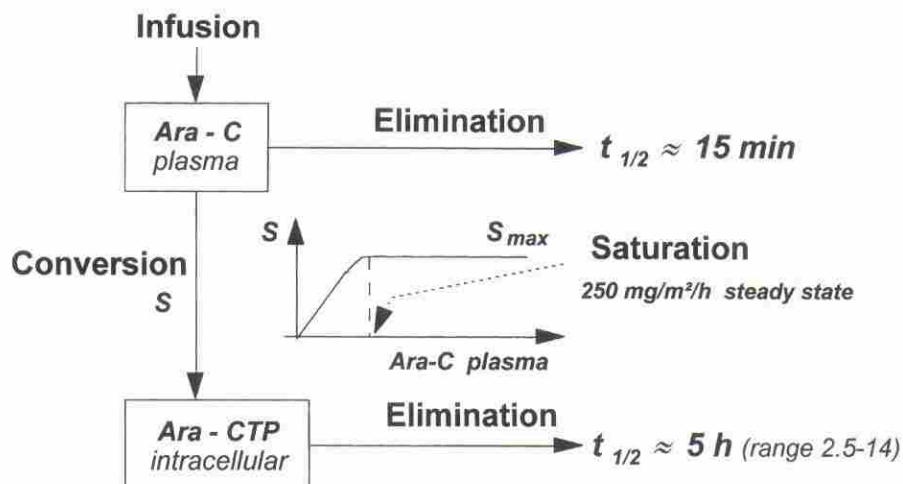 Infusion
Ara - C
plasma
Elimination
t 1/2 ≈ 15 min
Conversion
S
S
S max
Saturation
250 mg/m²/h steady state
Ara-C plasma
Ara - CTP
intracellular
Elimination
t 1/2 ≈ 5 h (range 2.5-14)